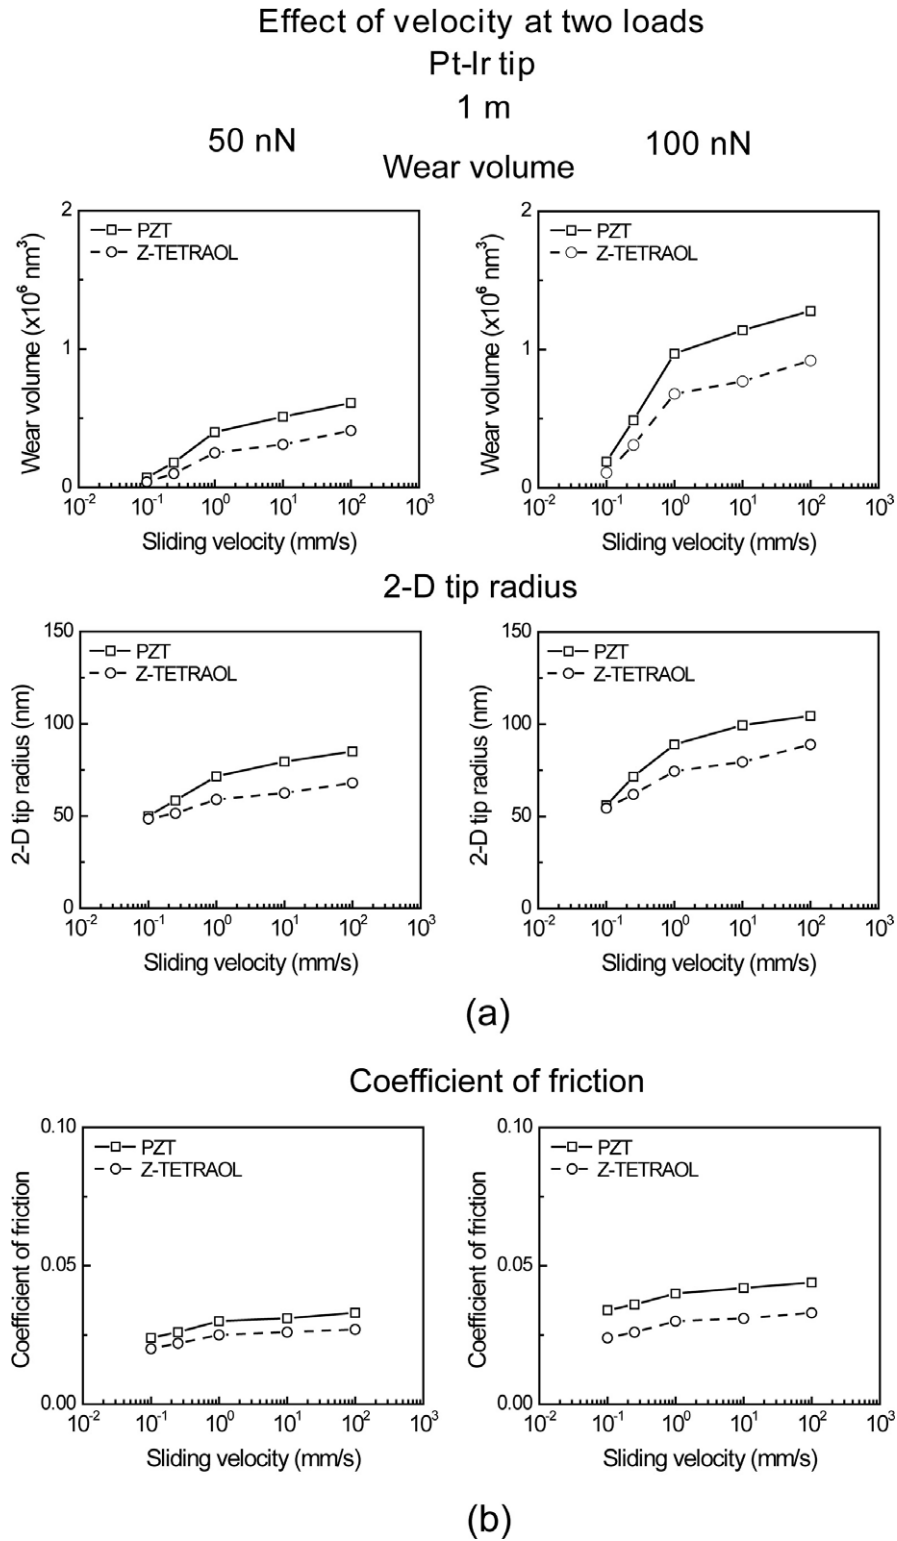 Effect of velocity at two loads
Pt-Ir tip
1 m
50 nN
100 nN
Wear volume
2
1
0
Wear volume (x10⁶ nm³)
PZT
Z-TETRAOL
10⁻² 10⁻¹ 10⁰ 10¹ 10² 10³
Sliding velocity (mm/s)
2
1
0
Wear volume (x10⁶ nm³)
PZT
Z-TETRAOL
10⁻² 10⁻¹ 10⁰ 10¹ 10² 10³
Sliding velocity (mm/s)
2-D tip radius
150
100
50
0
2-D tip radius (nm)
PZT
Z-TETRAOL
10⁻² 10⁻¹ 10⁰ 10¹ 10² 10³
Sliding velocity (mm/s)
150
100
50
0
2-D tip radius (nm)
PZT
Z-TETRAOL
10⁻² 10⁻¹ 10⁰ 10¹ 10² 10³
Sliding velocity (mm/s)
(a)
Coefficient of friction
0.10
0.05
0.00
Coefficient of friction
PZT
Z-TETRAOL
10⁻² 10⁻¹ 10⁰ 10¹ 10² 10³
Sliding velocity (mm/s)
0.10
0.05
0.00
Coefficient of friction
PZT
Z-TETRAOL
10⁻² 10⁻¹ 10⁰ 10¹ 10² 10³
Sliding velocity (mm/s)
(b)